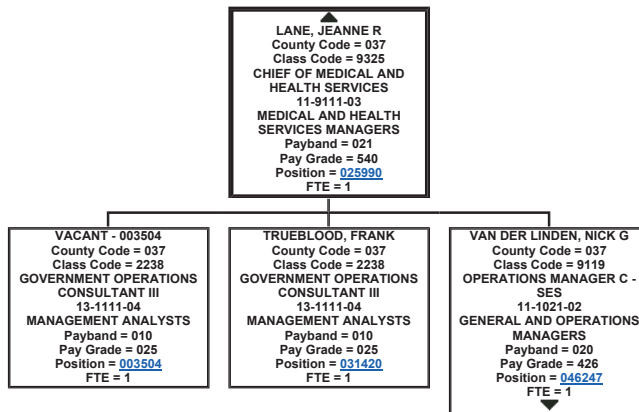 LANE, JEANNE R
County Code = 037
Class Code = 9325
CHIEF OF MEDICAL AND
HEALTH SERVICES
11-9111-03
MEDICAL AND HEALTH
SERVICES MANAGERS
Payband = 021
Pay Grade = 540
Position = 025990
FTE = 1
VACANT - 003504
County Code = 037
Class Code = 2238
GOVERNMENT OPERATIONS
CONSULTANT III
13-1111-04
MANAGEMENT ANALYSTS
Payband = 010
Pay Grade = 025
Position = 003504
FTE = 1
TRUEBLOOD, FRANK
County Code = 037
Class Code = 2238
GOVERNMENT OPERATIONS
CONSULTANT III
13-1111-04
MANAGEMENT ANALYSTS
Payband = 010
Pay Grade = 025
Position = 031420
FTE = 1
VAN DER LINDEN, NICK G
County Code = 037
Class Code = 9119
OPERATIONS MANAGER C -
SES
11-1021-02
GENERAL AND OPERATIONS
MANAGERS
Payband = 020
Pay Grade = 426
Position = 046247
FTE = 1